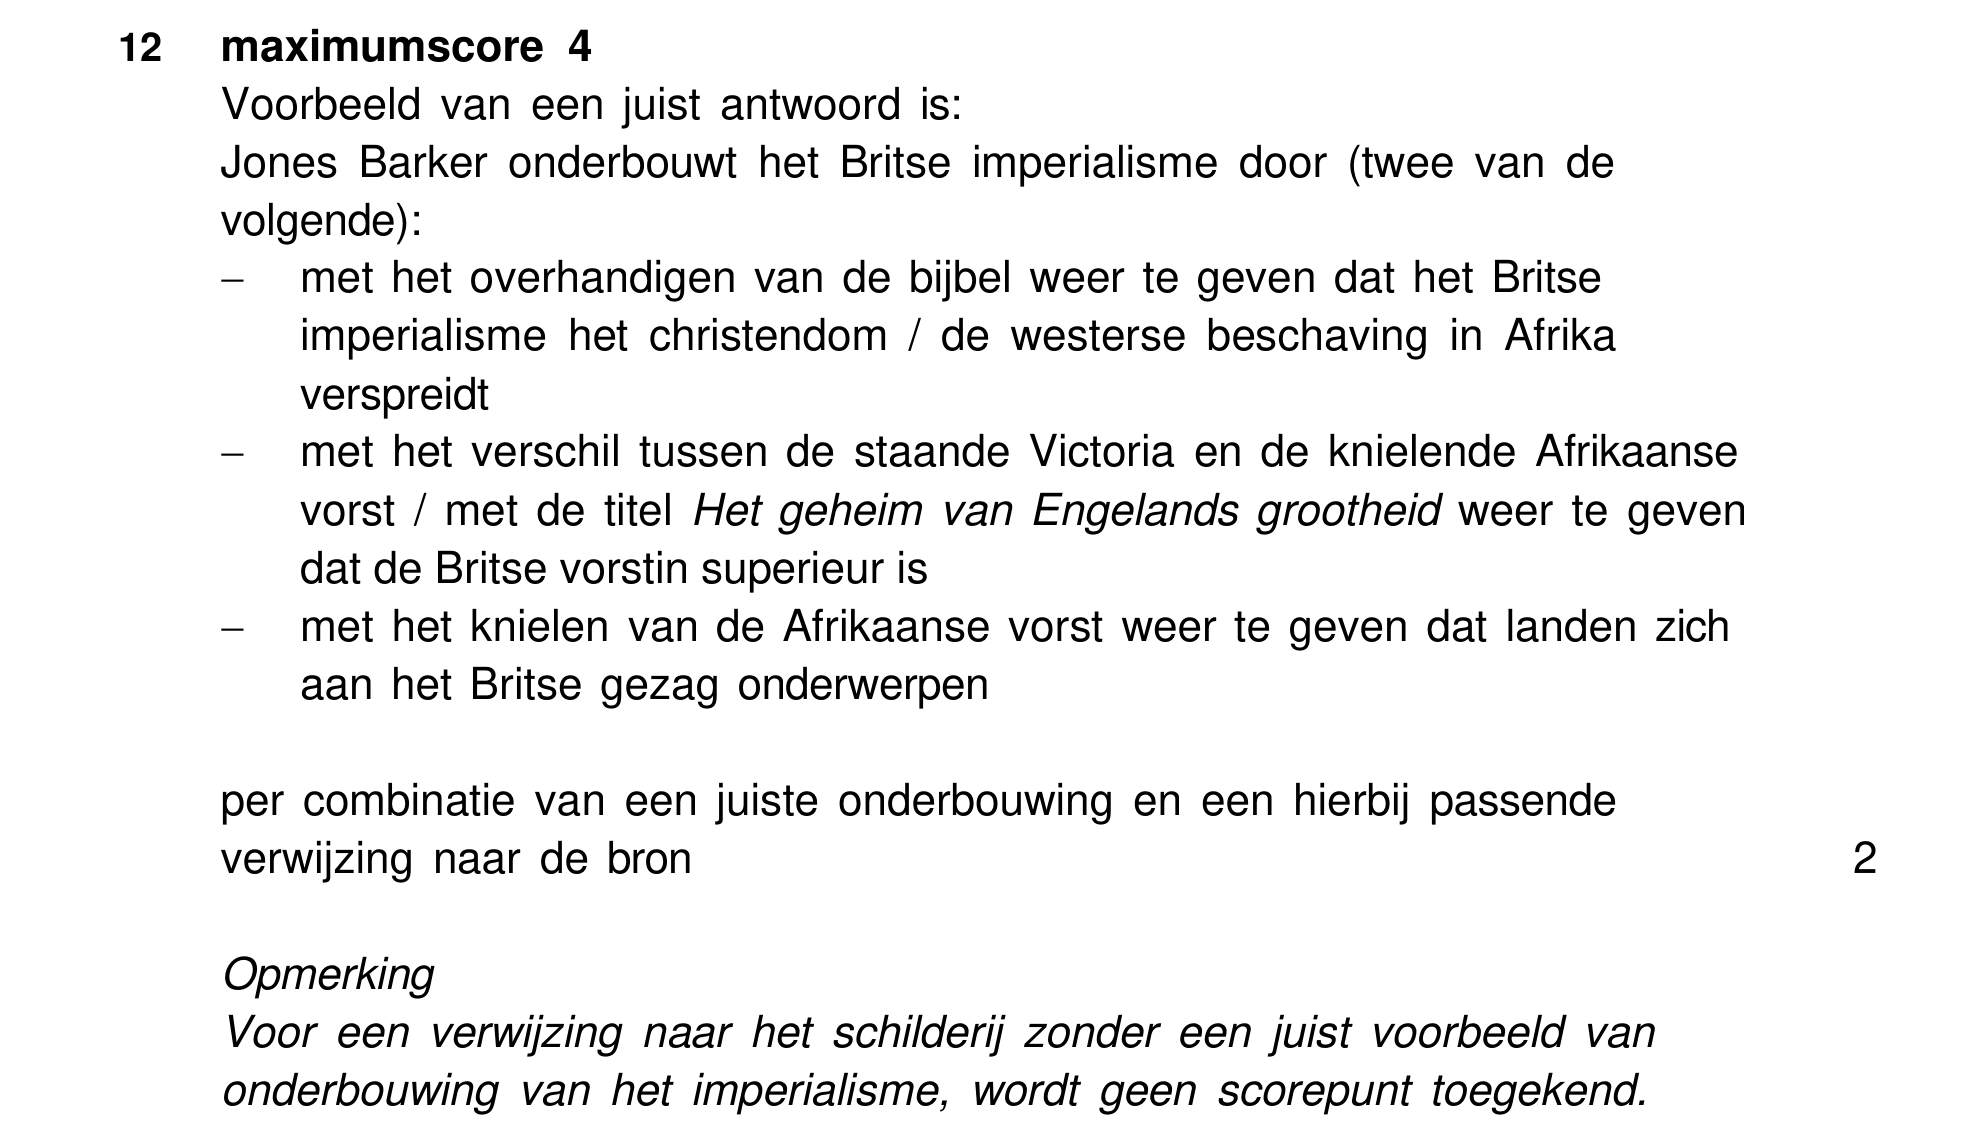 12 maximumscore 4
Voorbeeld van een juist antwoord is:
Jones Barker onderbouwt het Britse imperialisme door (twee van de
volgende):
− met het overhandigen van de bijbel weer te geven dat het Britse
imperialisme het christendom / de westerse beschaving in Afrika
verspreidt
− met het verschil tussen de staande Victoria en de knielende Afrikaanse
vorst / met de titel Het geheim van Engelands grootheid weer te geven
dat de Britse vorstin superieur is
− met het knielen van de Afrikaanse vorst weer te geven dat landen zich
aan het Britse gezag onderwerpen
per combinatie van een juiste onderbouwing en een hierbij passende
verwijzing naar de bron 2
Opmerking
Voor een verwijzing naar het schilderij zonder een juist voorbeeld van
onderbouwing van het imperialisme, wordt geen scorepunt toegekend.